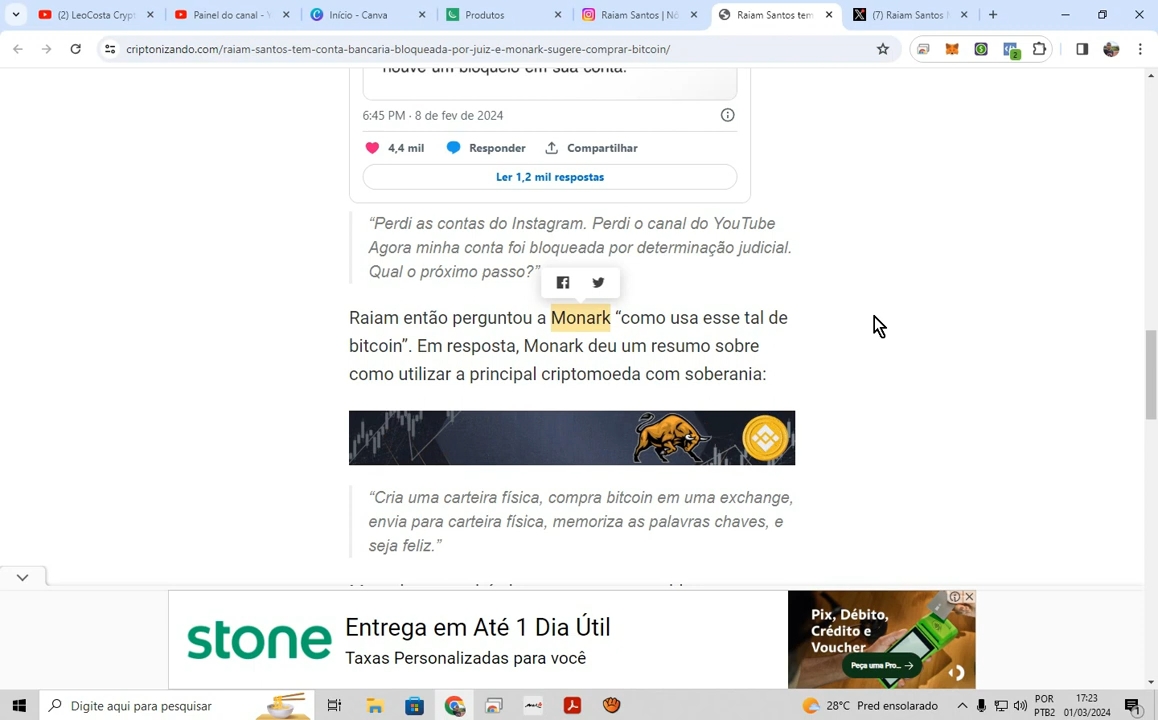 (2) LeoCosta Crypt
Painel do canal - Y
Início - Canva
Produtos
Raiam Santos | Nô
Raiam Santos tem
(7) Raiam Santos
criptonizando.com/raiam-santos-tem-conta-bancaria-bloqueada-por-juiz-e-monark-sugere-comprar-bitcoin/
2
houve um bloqueio em sua conta.
6:45 PM · 8 de fev de 2024
4,4 mil Responder Compartilhar
Ler 1,2 mil respostas
“Perdi as contas do Instagram. Perdi o canal do YouTube
Agora minha conta foi bloqueada por determinação judicial.
Qual o próximo passo?”
Raiam então perguntou a Monark “como usa esse tal de
bitcoin”. Em resposta, Monark deu um resumo sobre
como utilizar a principal criptomoeda com soberania:
“Cria uma carteira física, compra bitcoin em uma exchange,
envia para carteira física, memoriza as palavras chaves, e
seja feliz.”
stone
Entrega em Até 1 Dia Útil
Taxas Personalizadas para você
Pix, Débito,
Crédito e
Voucher
Peça uma Pro...
Digite aqui para pesquisar
28°C Pred ensolarado
POR
PTB2
17:23
01/03/2024
1